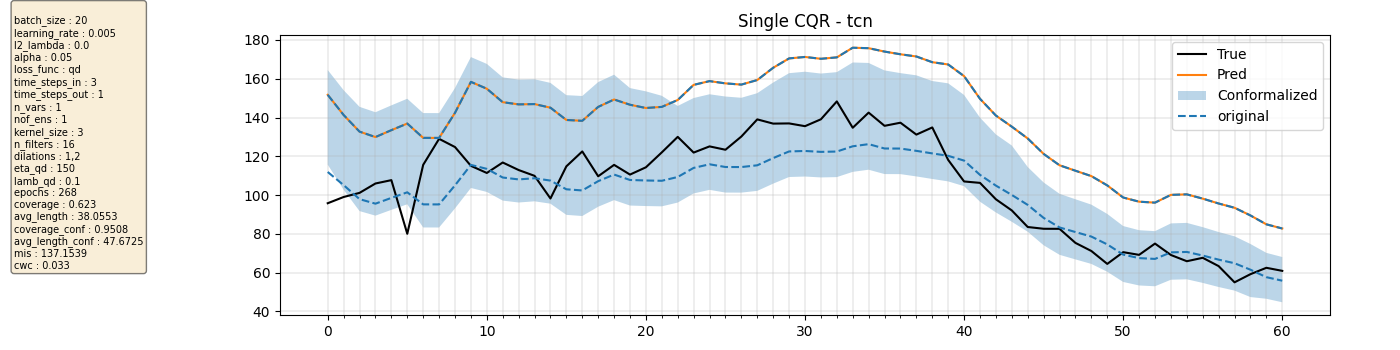 batch_size : 20
learning_rate : 0.005
l2_lambda : 0.0
alpha : 0.05
loss_func : qd
time_steps_in : 3
time_steps_out : 1
n_vars : 1
nof_ens : 1
kernel_size : 3
n_filters : 16
dilations : 1,2
eta_qd : 150
lamb_qd : 0.1
epochs : 268
coverage : 0.623
avg_length : 38.0553
coverage_conf : 0.9508
avg_length_conf : 47.6725
mis : 137.1539
cwc : 0.033
Single CQR - tcn
180
160
140
120
100
80
60
40
0 10 20 30 40 50 60
True
Pred
Conformalized
original